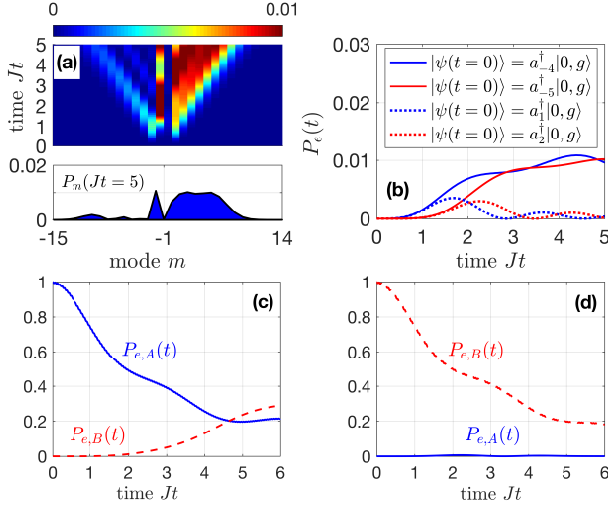 0 0.01
5
4
3
2
1
0
time Jt
(a)
0.02
0
P_n(Jt = 5)
-15 -1 14
mode m
0.03
0.02
0.01
0
P_e(t)
|ψ(t = 0)⟩ = a†_{-4}|0, g⟩
|ψ(t = 0)⟩ = a†_{-5}|0, g⟩
|ψ(t = 0)⟩ = a†_1|0, g⟩
|ψ(t = 0)⟩ = a†_2|0, g⟩
(b)
0 1 2 3 4 5
time Jt
1
0.8
0.6
0.4
0.2
0
(c)
P_{e,A}(t)
P_{e,B}(t)
0 1 2 3 4 5 6
time Jt
1
0.8
0.6
0.4
0.2
0
(d)
P_{e,B}(t)
P_{e,A}(t)
0 1 2 3 4 5 6
time Jt